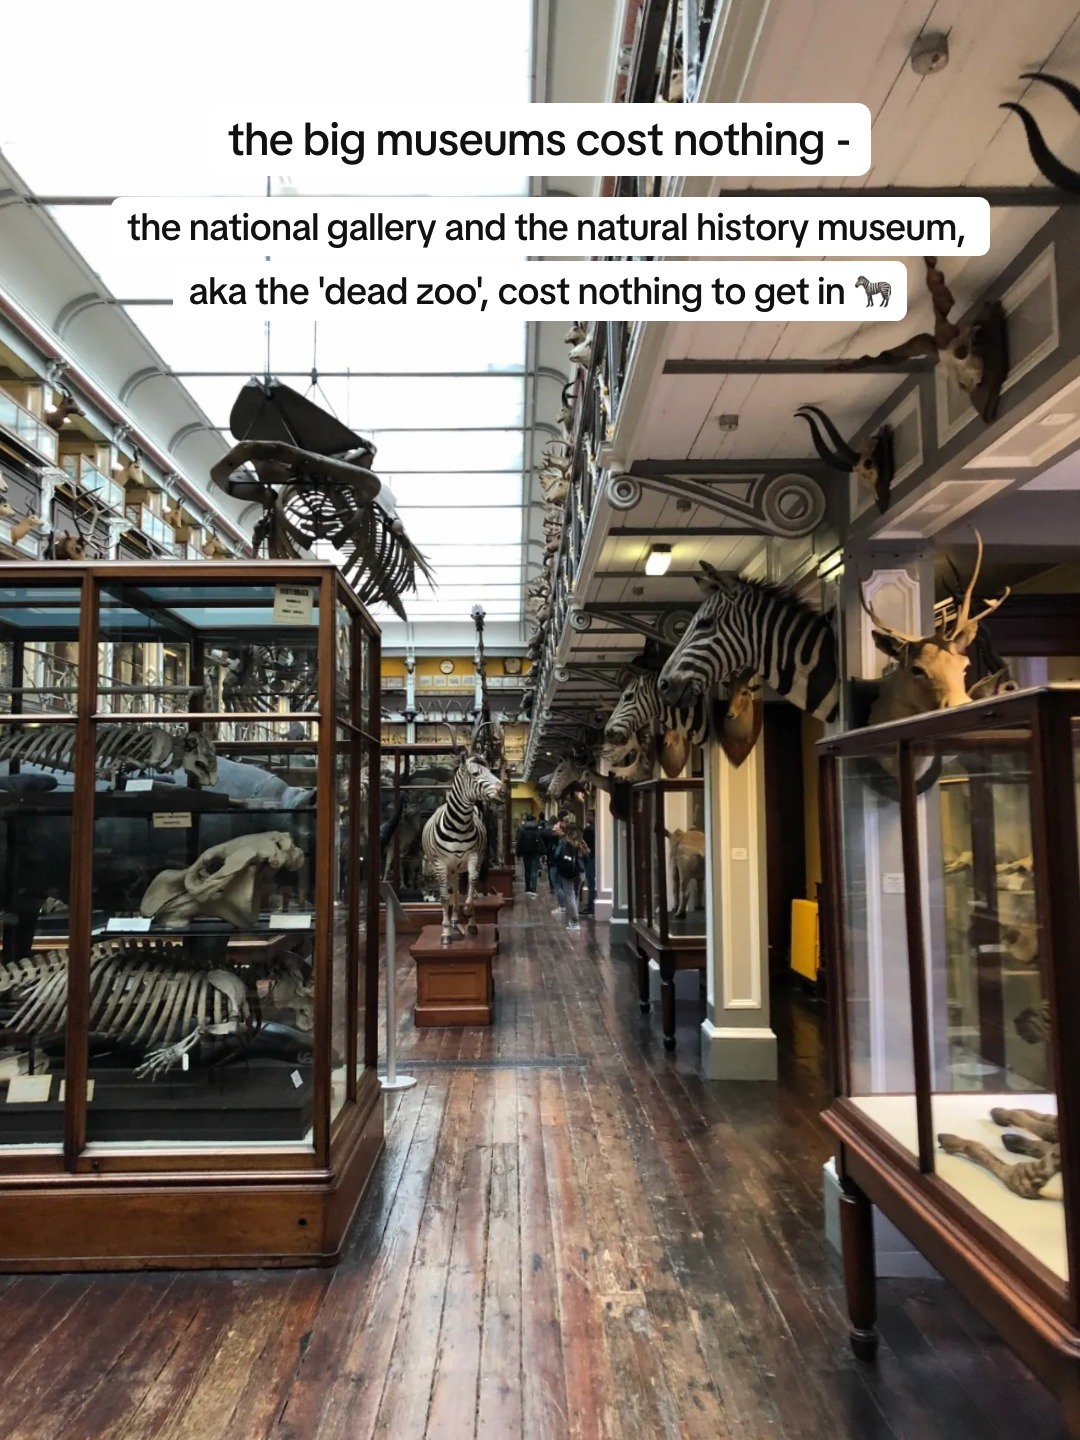 the big museums cost nothing -
the national gallery and the natural history museum,
aka the 'dead zoo', cost nothing to get in 🦓